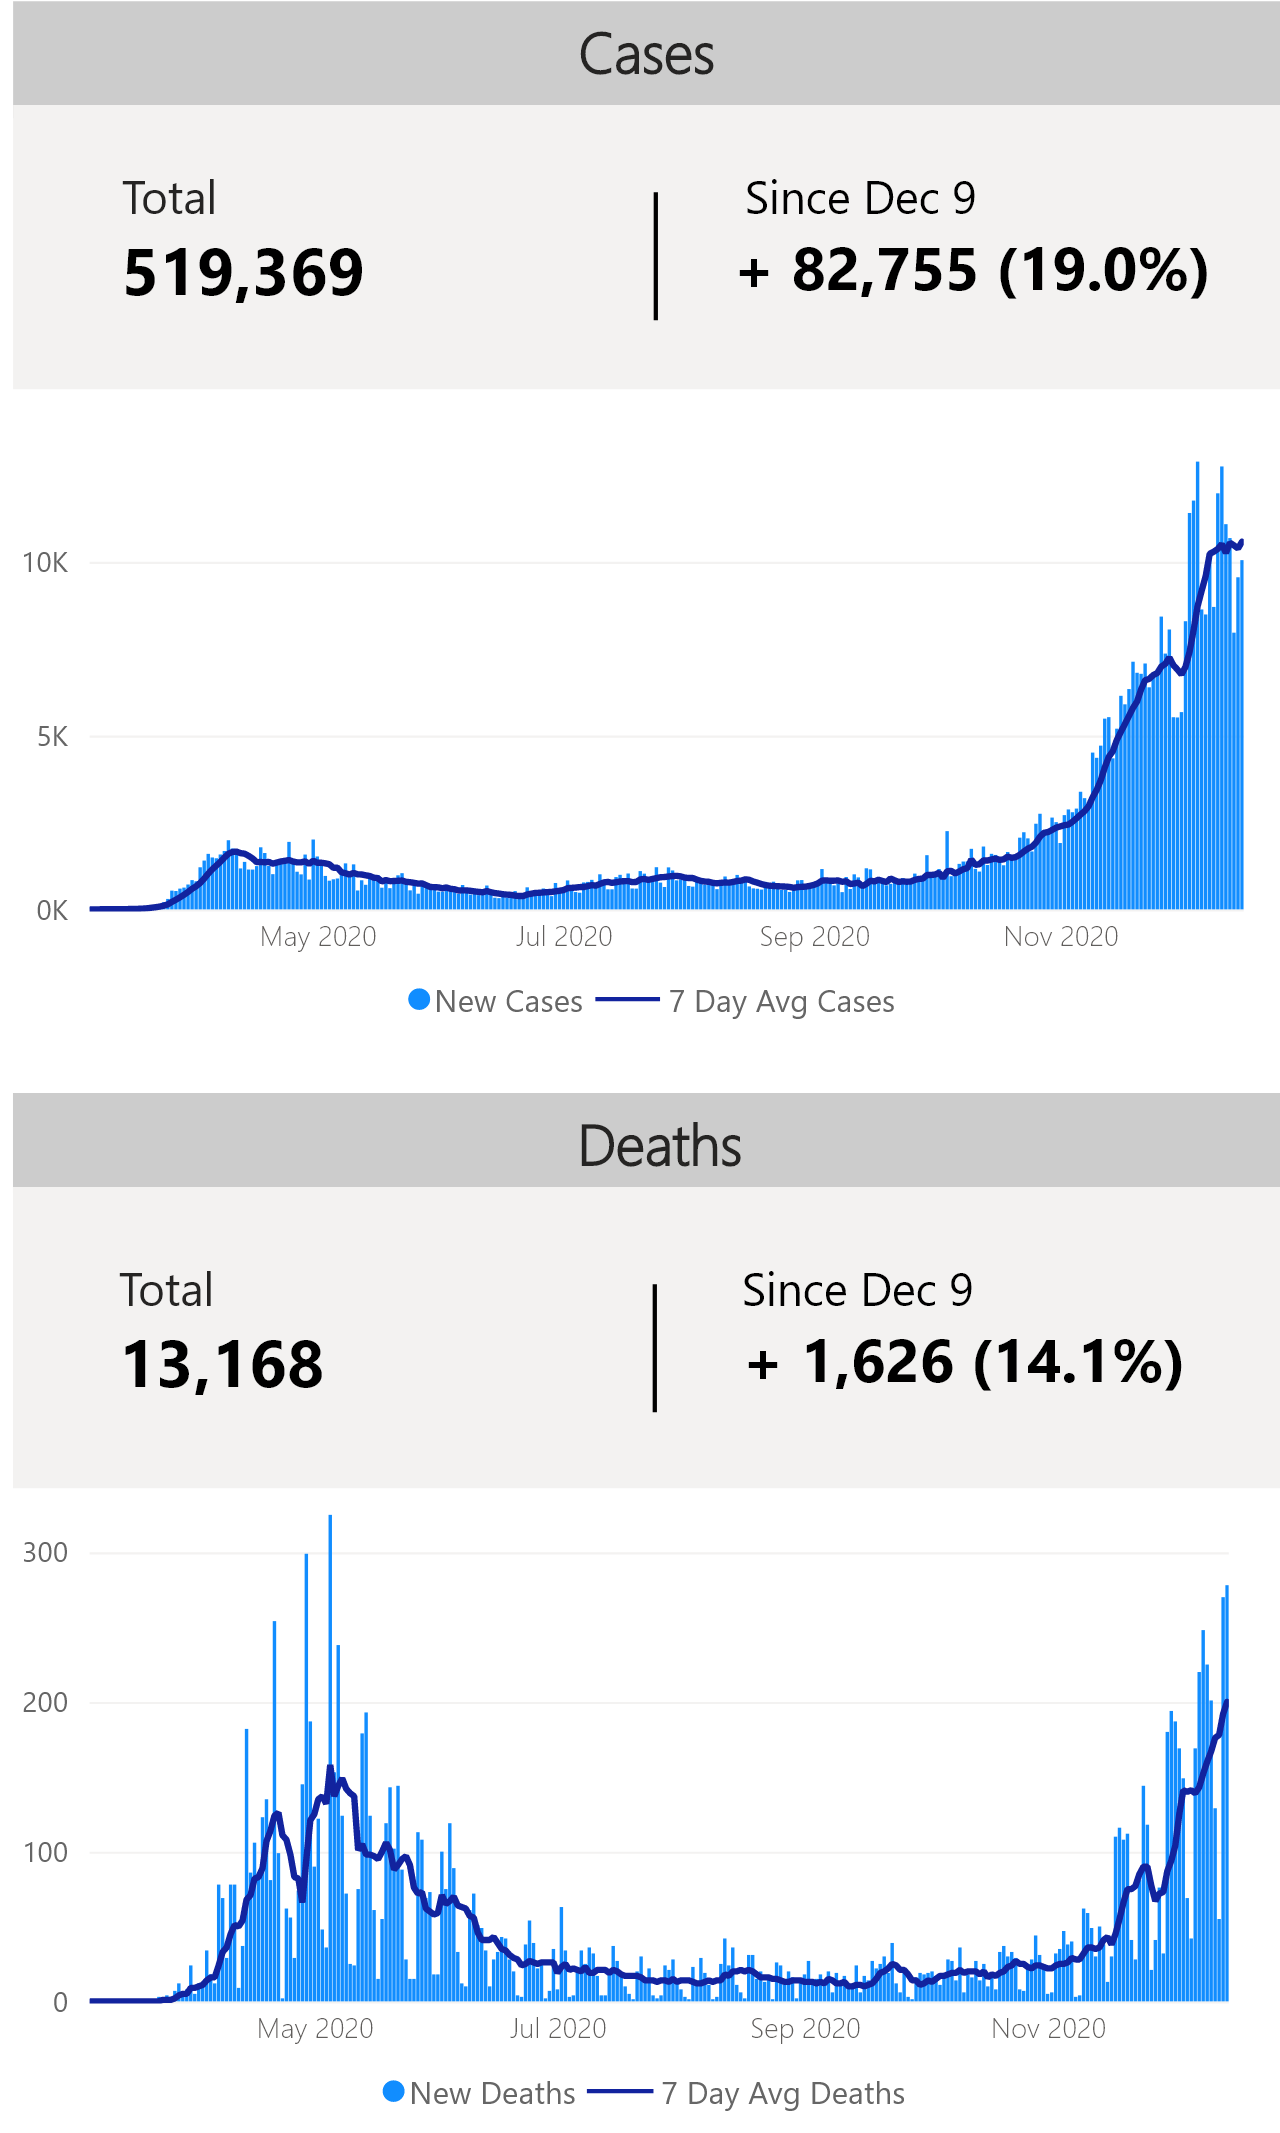 Cases
Total
Since Dec 9
519,369
+ 82,755 (19.0%)
10K
5K
0K
May 2020
Jul 2020
Sep 2020
Nov 2020
New Cases
7 Day Avg Cases
Deaths
Total
Since Dec 9
13,168
+ 1,626 (14.1%)
300
200
100
0
May 2020
Jul 2020
Sep 2020
Nov 2020
New Deaths
7 Day Avg Deaths